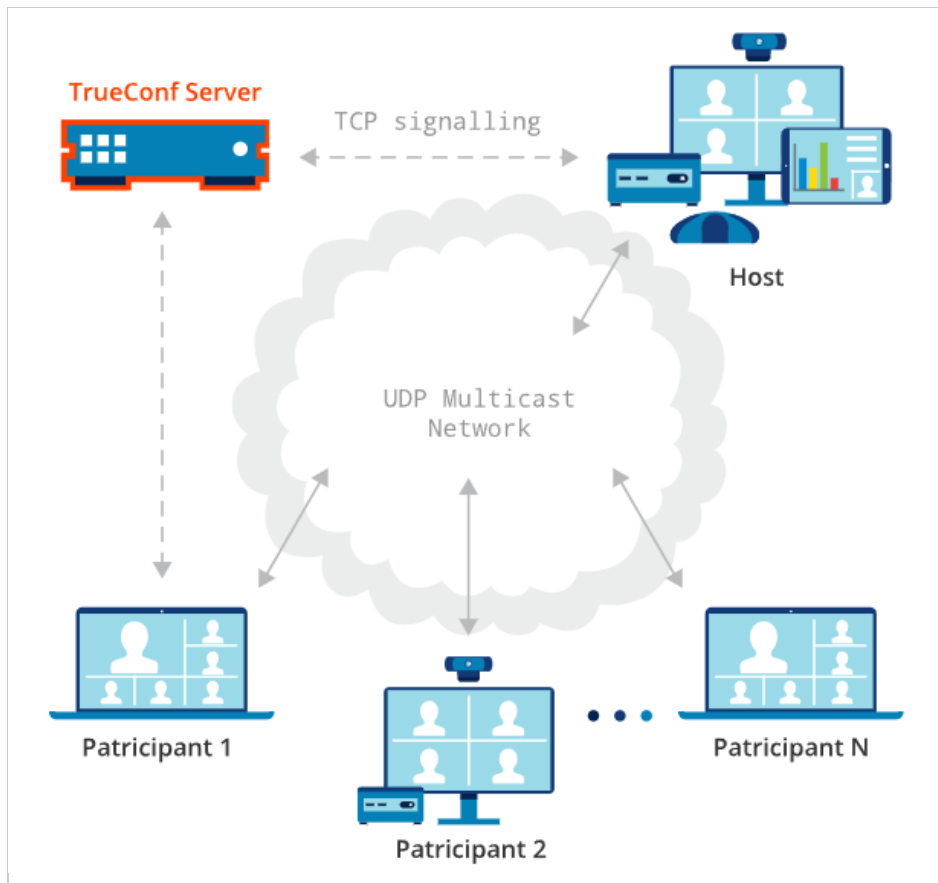 TrueConf Server
TCP signalling
Host
UDP Multicast
Network
Patricipant 1
Patricipant N
Patricipant 2